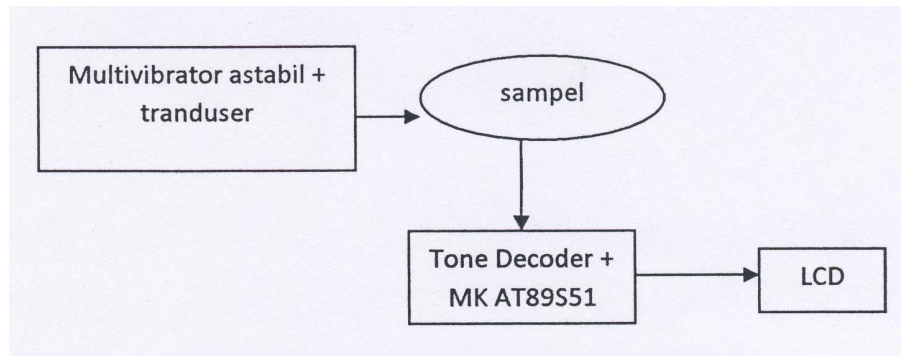 Multivibrator astabil +
tranduser
sampel
Tone Decoder +
MK AT89S51
LCD